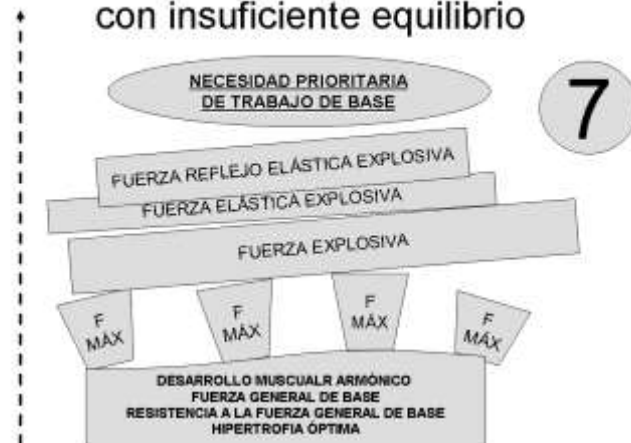 con insuficiente equilibrio
NECESIDAD PRIORITARIA
DE TRABAJO DE BASE
7
FUERZA REFLEJO ELÁSTICA EXPLOSIVA
FUERZA ELÁSTICA EXPLOSIVA
FUERZA EXPLOSIVA
F
MÁX
F
MÁX
F
MÁX
F
MÁX
DESARROLLO MUSCUALR ARMÓNICO
FUERZA GENERAL DE BASE
RESISTENCIA A LA FUERZA GENERAL DE BASE
HIPERTROFIA ÓPTIMA